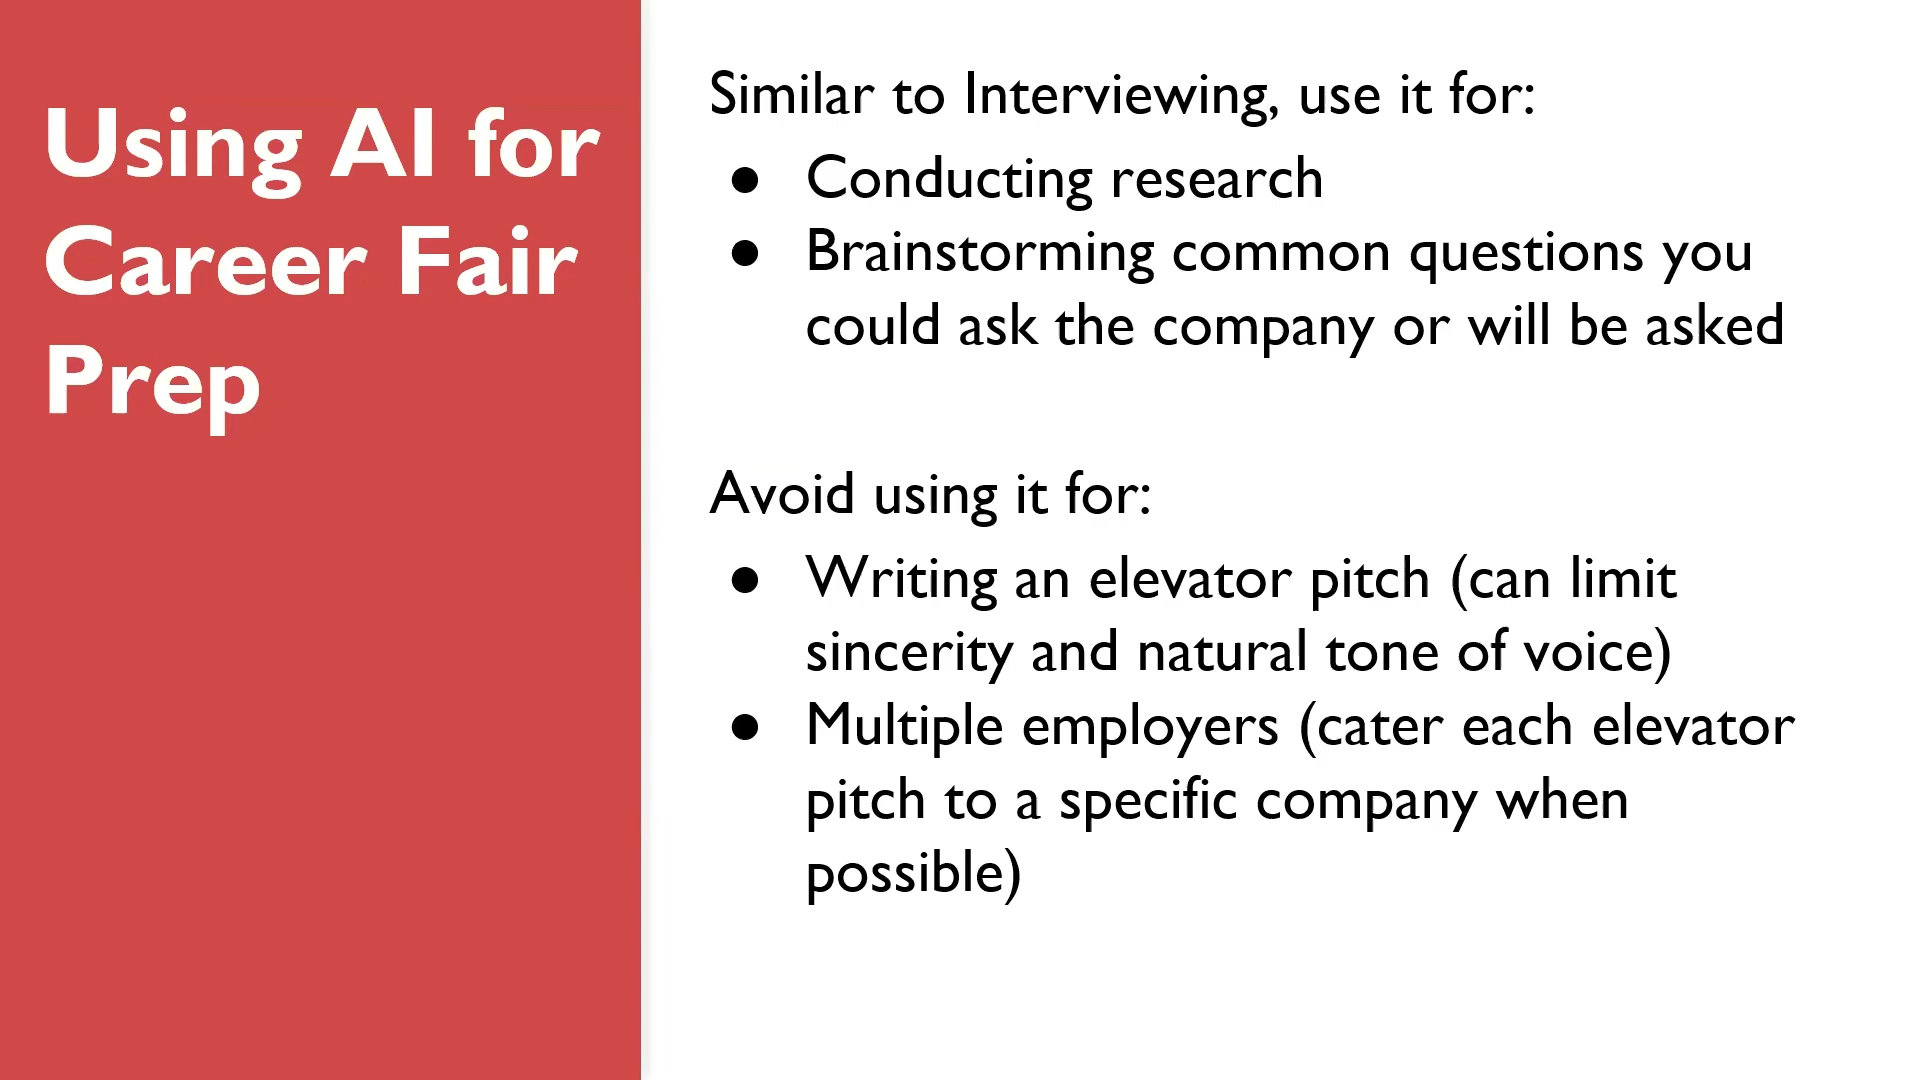 Using AI for
Career Fair
Prep
Similar to Interviewing, use it for:
● Conducting research
● Brainstorming common questions you
could ask the company or will be asked
Avoid using it for:
● Writing an elevator pitch (can limit
sincerity and natural tone of voice)
● Multiple employers (cater each elevator
pitch to a specific company when
possible)